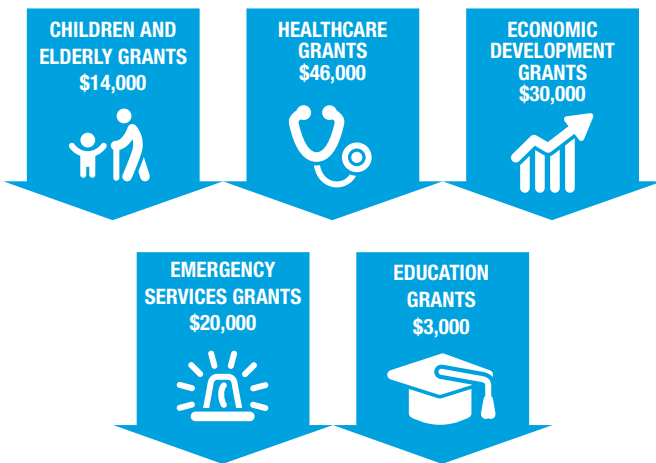 CHILDREN AND
ELDERLY GRANTS
$14,000
HEALTHCARE
GRANTS
$46,000
ECONOMIC
DEVELOPMENT
GRANTS
$30,000
EMERGENCY
SERVICES GRANTS
$20,000
EDUCATION
GRANTS
$3,000